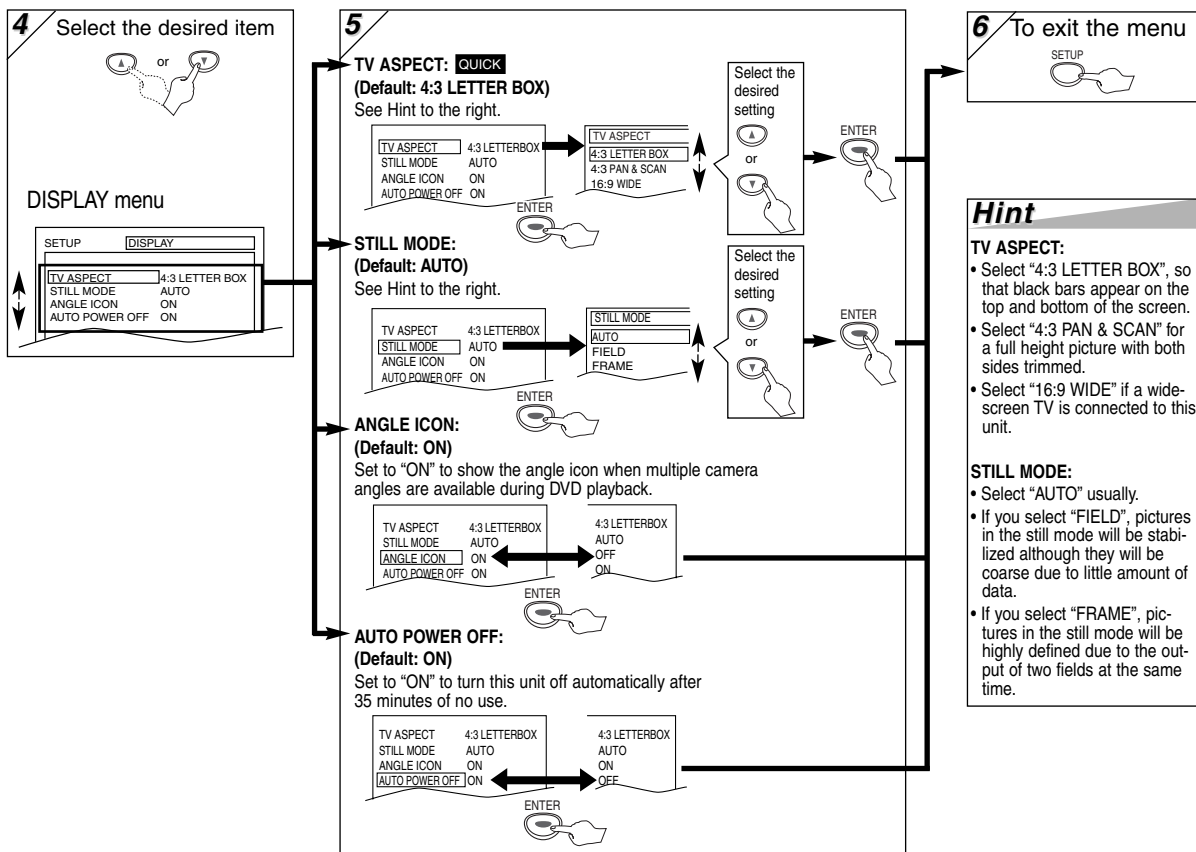 4 Select the desired item
or
DISPLAY menu
SETUP DISPLAY
TV ASPECT 4:3 LETTER BOX
STILL MODE AUTO
ANGLE ICON ON
AUTO POWER OFF ON
5
TV ASPECT: QUICK
(Default: 4:3 LETTER BOX)
See Hint to the right.
TV ASPECT 4:3 LETTERBOX
STILL MODE AUTO
ANGLE ICON ON
AUTO POWER OFF ON
ENTER
TV ASPECT
4:3 LETTER BOX
4:3 PAN & SCAN
16:9 WIDE
Select the
desired
setting
or
ENTER
STILL MODE:
(Default: AUTO)
See Hint to the right.
TV ASPECT 4:3 LETTERBOX
STILL MODE AUTO
ANGLE ICON ON
AUTO POWER OFF ON
ENTER
STILL MODE
AUTO
FIELD
FRAME
Select the
desired
setting
or
ENTER
ANGLE ICON:
(Default: ON)
Set to “ON” to show the angle icon when multiple camera
angles are available during DVD playback.
TV ASPECT 4:3 LETTERBOX
STILL MODE AUTO
ANGLE ICON ON
AUTO POWER OFF ON
4:3 LETTERBOX
AUTO
OFF
ON
ENTER
AUTO POWER OFF:
(Default: ON)
Set to “ON” to turn this unit off automatically after
35 minutes of no use.
TV ASPECT 4:3 LETTERBOX
STILL MODE AUTO
ANGLE ICON ON
AUTO POWER OFF ON
4:3 LETTERBOX
AUTO
ON
OFF
ENTER
6 To exit the menu
SETUP
Hint
TV ASPECT:
• Select “4:3 LETTER BOX”, so
that black bars appear on the
top and bottom of the screen.
• Select “4:3 PAN & SCAN” for
a full height picture with both
sides trimmed.
• Select “16:9 WIDE” if a wide-
screen TV is connected to this
unit.
STILL MODE:
• Select “AUTO” usually.
• If you select “FIELD”, pictures
in the still mode will be stabi-
lized although they will be
coarse due to little amount of
data.
• If you select “FRAME”, pic-
tures in the still mode will be
highly defined due to the out-
put of two fields at the same
time.